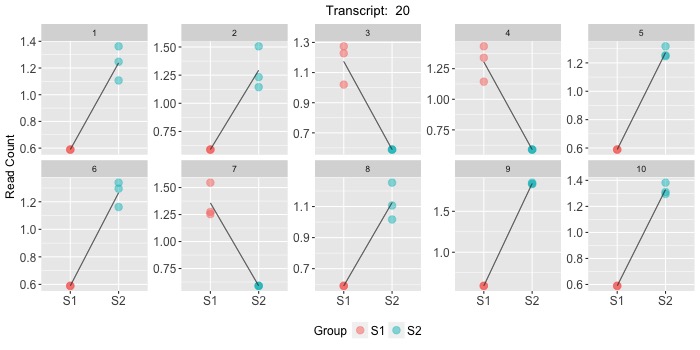 Transcript: 20
1 2 3 4 5
1.4 1.2 1.0 0.8 0.6
1.50 1.25 1.00 0.75
1.3 1.1 0.9 0.7
1.25 1.00 0.75
1.2 1.0 0.8 0.6
Read Count
6 7 8 9 10
1.4 1.2 1.0 0.8 0.6
1.50 1.25 1.00 0.75
1.1 0.9 0.7
1.5 1.0
1.4 1.2 1.0 0.8 0.6
S1 S2 S1 S2 S1 S2 S1 S2 S1 S2
Group S1 S2